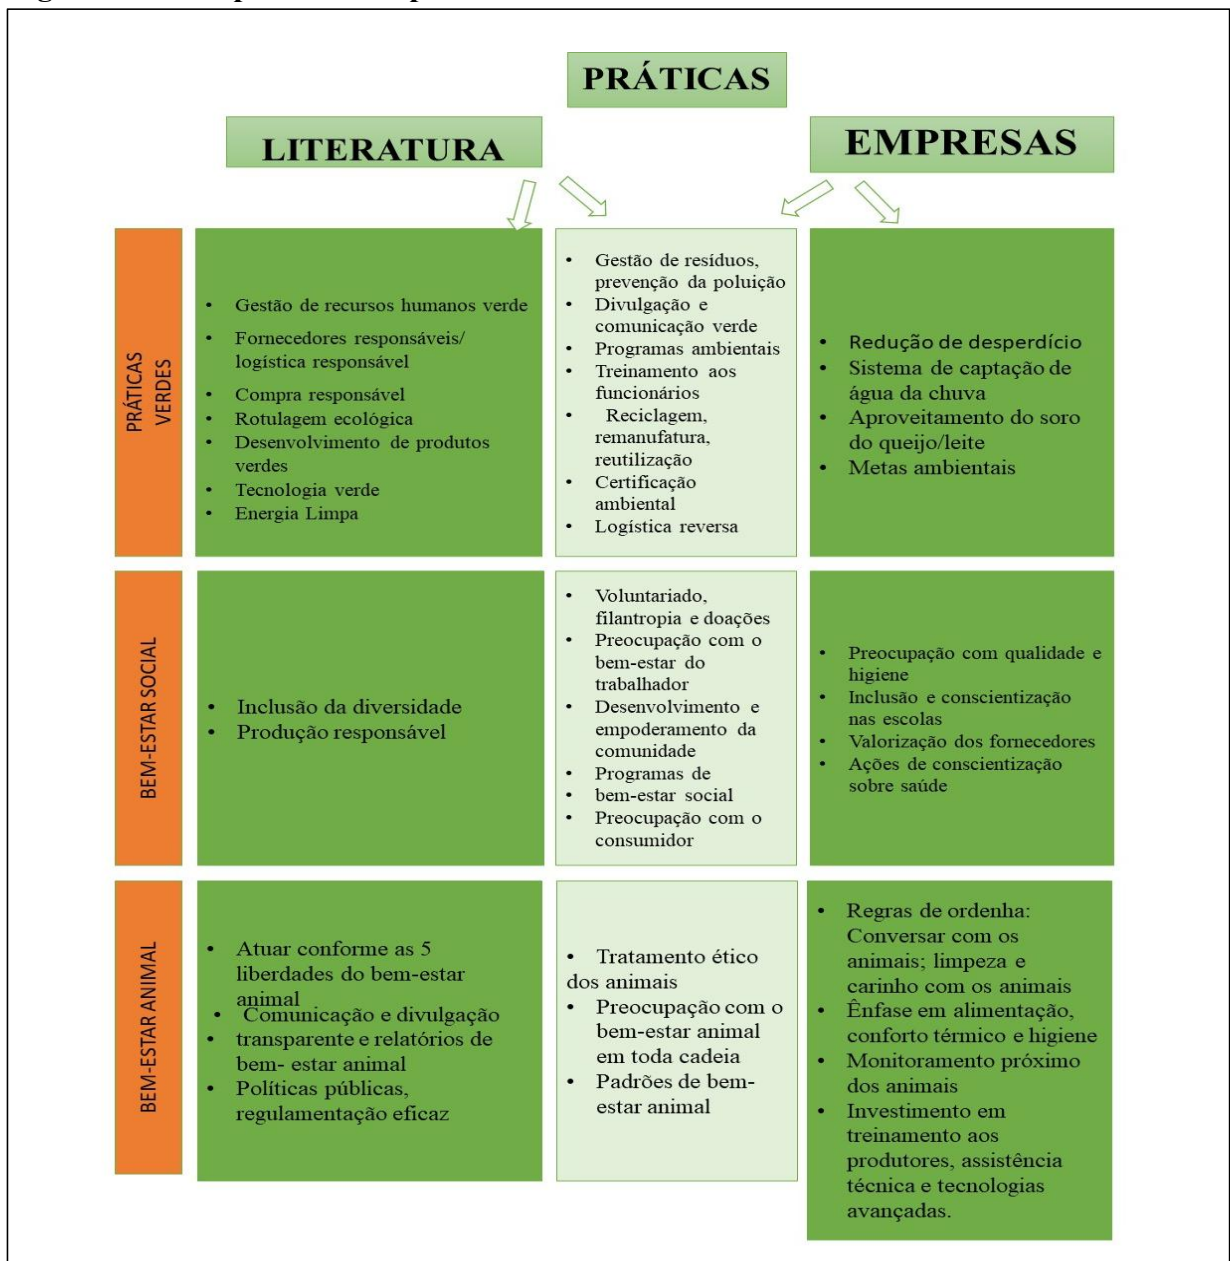 PRÁTICAS
LITERATURA
EMPRESAS
PRÁTICAS
VERDES
• Gestão de recursos humanos verde
• Fornecedores responsáveis/
logística responsável
• Compra responsável
• Rotulagem ecológica
• Desenvolvimento de produtos
verdes
• Tecnologia verde
• Energia Limpa
• Gestão de resíduos,
prevenção da poluição
• Divulgação e
comunicação verde
• Programas ambientais
• Treinamento aos
funcionários
• Reciclagem,
remanufatura,
reutilização
• Certificação
ambiental
• Logística reversa
• Redução de desperdício
• Sistema de captação de
água da chuva
• Aproveitamento do soro
do queijo/leite
• Metas ambientais
BEM-ESTAR SOCIAL
• Inclusão da diversidade
• Produção responsável
• Voluntariado,
filantropia e doações
• Preocupação com o
bem-estar do
trabalhador
• Desenvolvimento e
empoderamento da
comunidade
• Programas de
• bem-estar social
• Preocupação com o
consumidor
• Preocupação com qualidade e
higiene
• Inclusão e conscientização
nas escolas
• Valorização dos fornecedores
• Ações de conscientização
sobre saúde
BEM-ESTAR ANIMAL
• Atuar conforme as 5
liberdades do bem-estar
animal
• Comunicação e divulgação
• transparente e relatórios de
bem- estar animal
• Políticas públicas,
regulamentação eficaz
• Tratamento ético
dos animais
• Preocupação com o
bem-estar animal
em toda cadeia
• Padrões de bem-
estar animal
• Regras de ordenha:
Conversar com os
animais; limpeza e
carinho com os animais
• Ênfase em alimentação,
conforto térmico e higiene
• Monitoramento próximo
dos animais
• Investimento em
treinamento aos
produtores, assistência
técnica e tecnologias
avançadas.